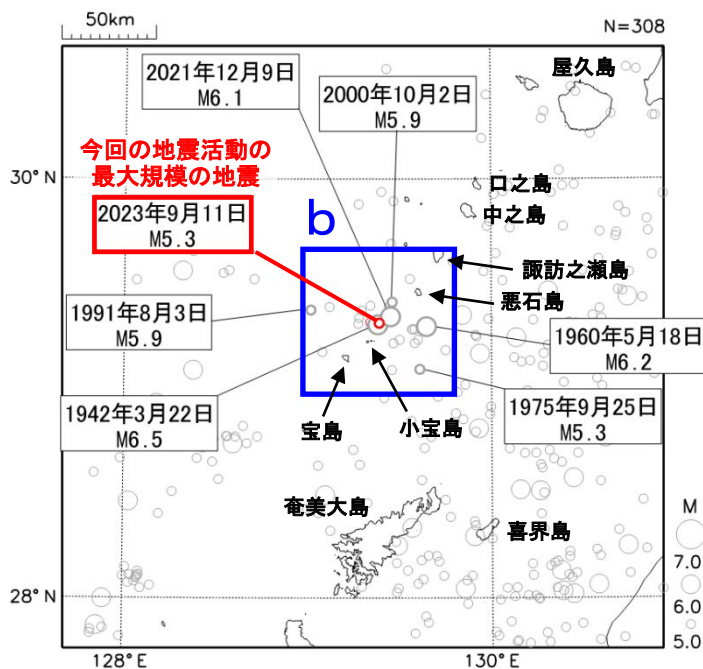 50km
N=308
屋久島
2021年12月9日
M6.1
2000年10月2日
M5.9
今回の地震活動の
最大規模の地震
30°N
口之島
中之島
2023年9月11日
M5.3
b
諏訪之瀬島
悪石島
1991年8月3日
M5.9
1960年5月18日
M6.2
1942年3月22日
M6.5
宝島
小宝島
1975年9月25日
M5.3
奄美大島
喜界島
M
7.0
6.0
5.0
28°N
128°E
130°E